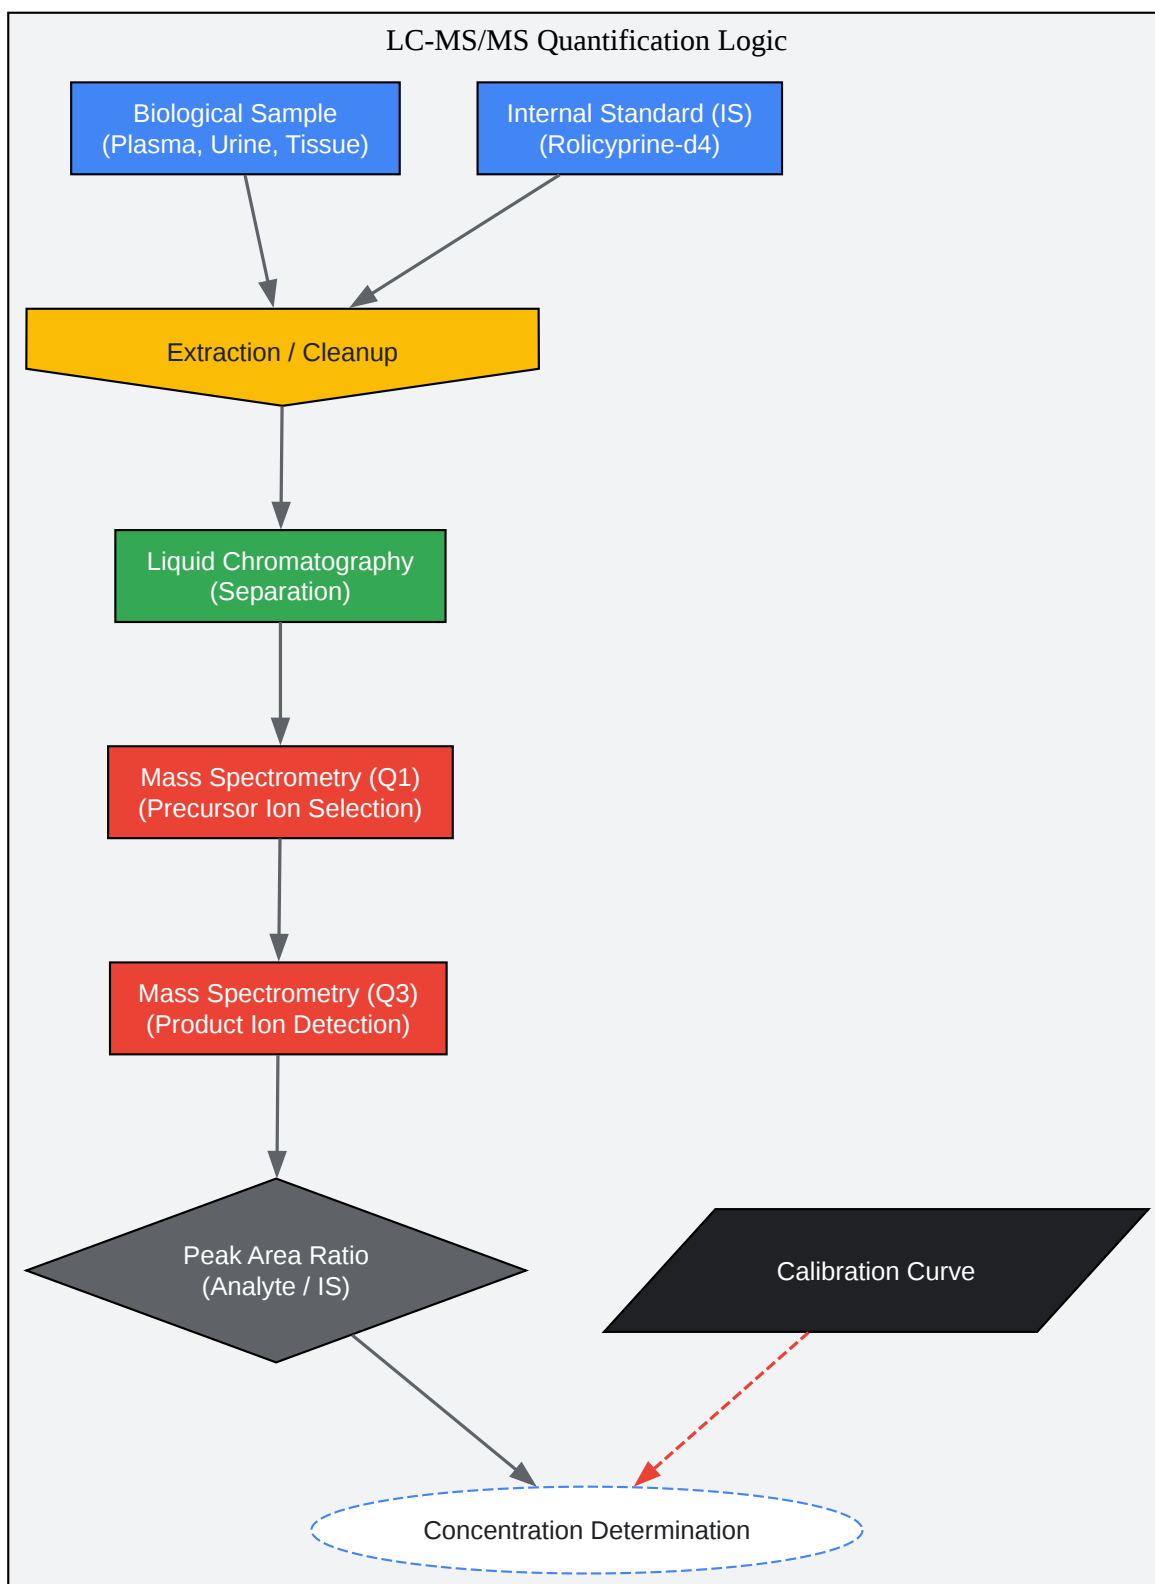 LC-MS/MS Quantification Logic
Biological Sample
(Plasma, Urine, Tissue)
Internal Standard (IS)
(Rolicyprine-d4)
Extraction / Cleanup
Liquid Chromatography
(Separation)
Mass Spectrometry (Q1)
(Precursor Ion Selection)
Mass Spectrometry (Q3)
(Product Ion Detection)
Peak Area Ratio
(Analyte / IS)
Calibration Curve
Concentration Determination